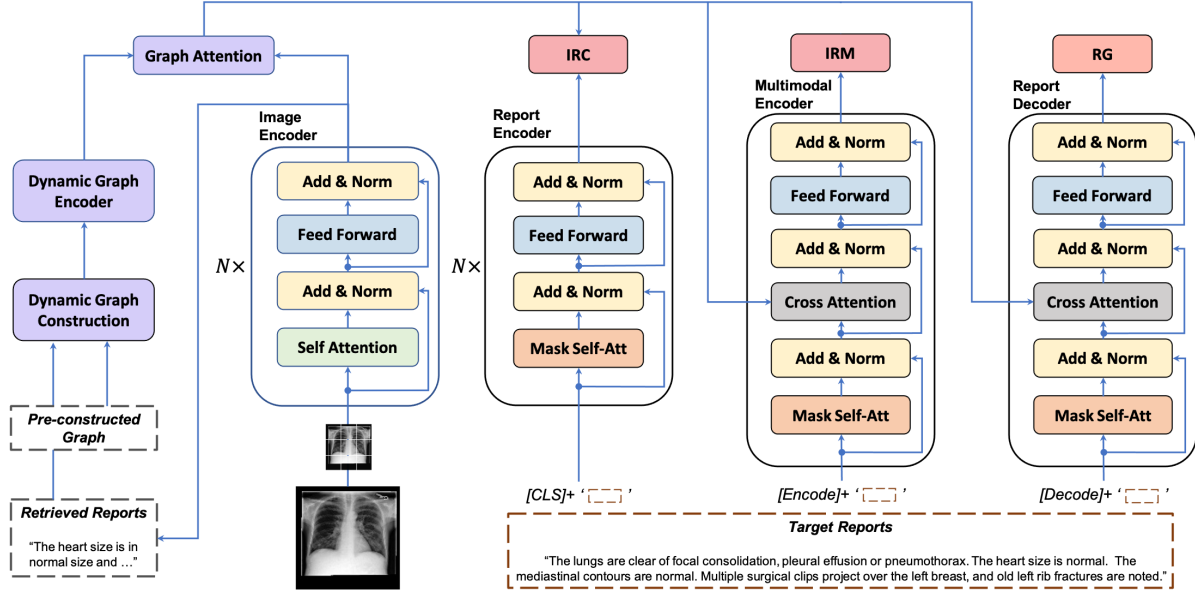 Graph Attention
IRC
IRM
RG
Image
Encoder
Report
Encoder
Multimodal
Encoder
Report
Decoder
Dynamic Graph
Encoder
Dynamic Graph
Construction
Pre-constructed
Graph
Retrieved Reports
“The heart size is in
normal size and …”
N×
Add & Norm
Feed Forward
Add & Norm
Self Attention
N×
Add & Norm
Feed Forward
Add & Norm
Mask Self-Att
Add & Norm
Feed Forward
Add & Norm
Cross Attention
Add & Norm
Mask Self-Att
Add & Norm
Feed Forward
Add & Norm
Cross Attention
Add & Norm
Mask Self-Att
[CLS]+ ‘ ’
[Encode]+ ‘ ’
[Decode]+ ‘ ’
Target Reports
“The lungs are clear of focal consolidation, pleural effusion or pneumothorax. The heart size is normal. The
mediastinal contours are normal. Multiple surgical clips project over the left breast, and old left rib fractures are noted.”